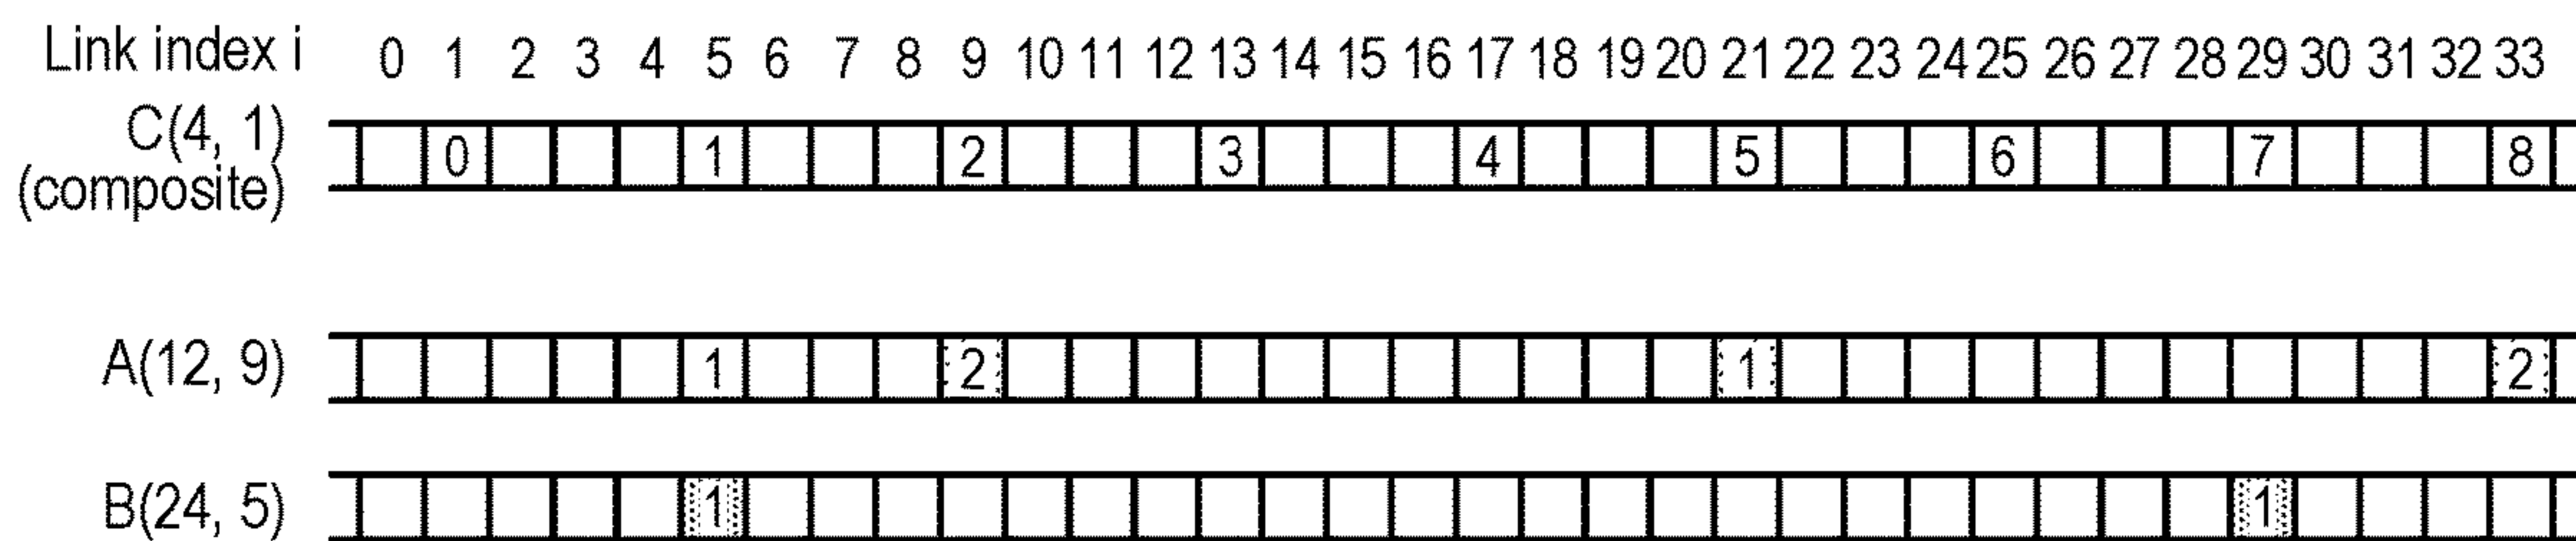 Link index i 0 1 2 3 4 5 6 7 8 9 10 11 12 13 14 15 16 17 18 19 20 21 22 23 24 25 26 27 28 29 30 31 32 33
C(4, 1)
(composite)
0 1 2 3 4 5 6 7 8
A(12, 9) 1 2 1 2
B(24, 5) 1 1